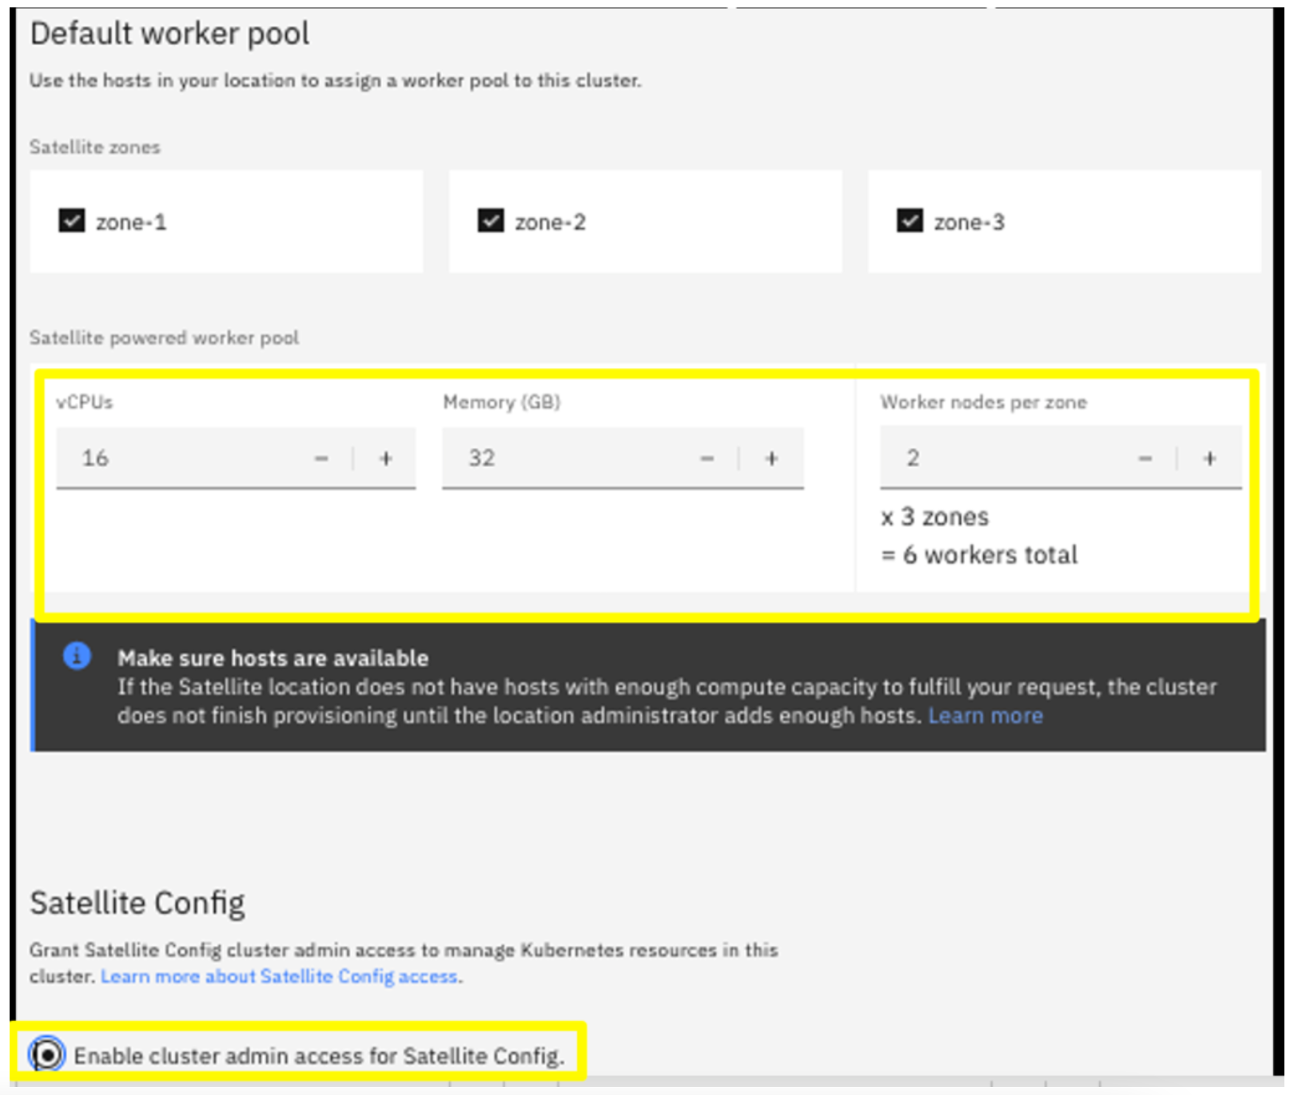 Default worker pool
Use the hosts in your location to assign a worker pool to this cluster.
Satellite zones
zone-1
zone-2
zone-3
Satellite powered worker pool
vCPUs
Memory (GB)
Worker nodes per zone
16 − +
32 − +
2 − +
x 3 zones
= 6 workers total
Make sure hosts are available
If the Satellite location does not have hosts with enough compute capacity to fulfill your request, the cluster
does not finish provisioning until the location administrator adds enough hosts. Learn more
Satellite Config
Grant Satellite Config cluster admin access to manage Kubernetes resources in this
cluster. Learn more about Satellite Config access.
Enable cluster admin access for Satellite Config.